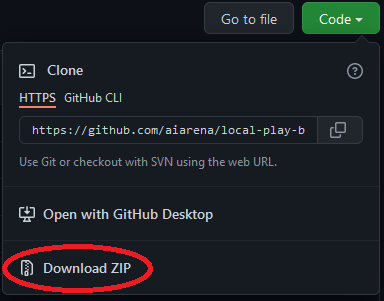 Go to file
Code
Clone
HTTPS GitHub CLI
https://github.com/aiarena/local-play-b
Use Git or checkout with SVN using the web URL.
Open with GitHub Desktop
Download ZIP